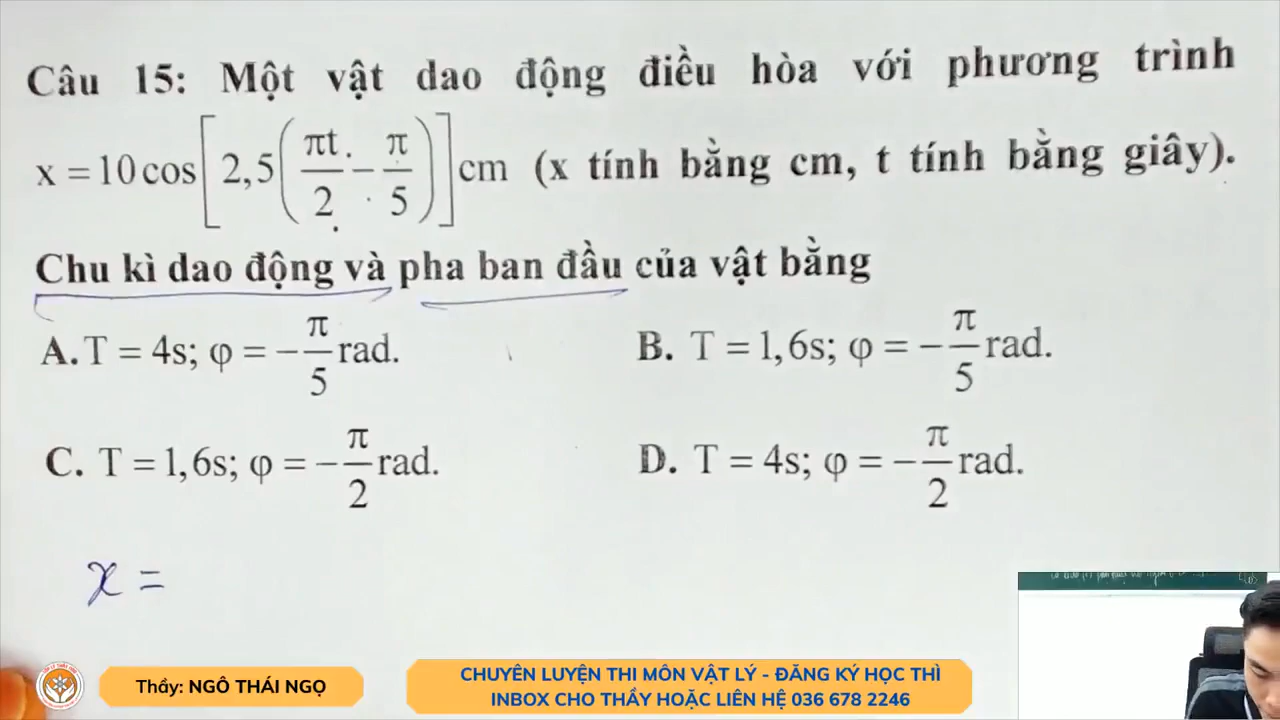 Câu 15: Một vật dao động điều hòa với phương trình
x = 10 cos[2,5(πt/2 − π/5)] cm (x tính bằng cm, t tính bằng giây).
Chu kì dao động và pha ban đầu của vật bằng
A. T = 4s; φ = −π/5 rad.
B. T = 1,6s; φ = −π/5 rad.
C. T = 1,6s; φ = −π/2 rad.
D. T = 4s; φ = −π/2 rad.
x =
Thầy: NGÔ THÁI NGỌ
CHUYÊN LUYỆN THI MÔN VẬT LÝ - ĐĂNG KÝ HỌC THÌ
INBOX CHO THẦY HOẶC LIÊN HỆ 036 678 2246